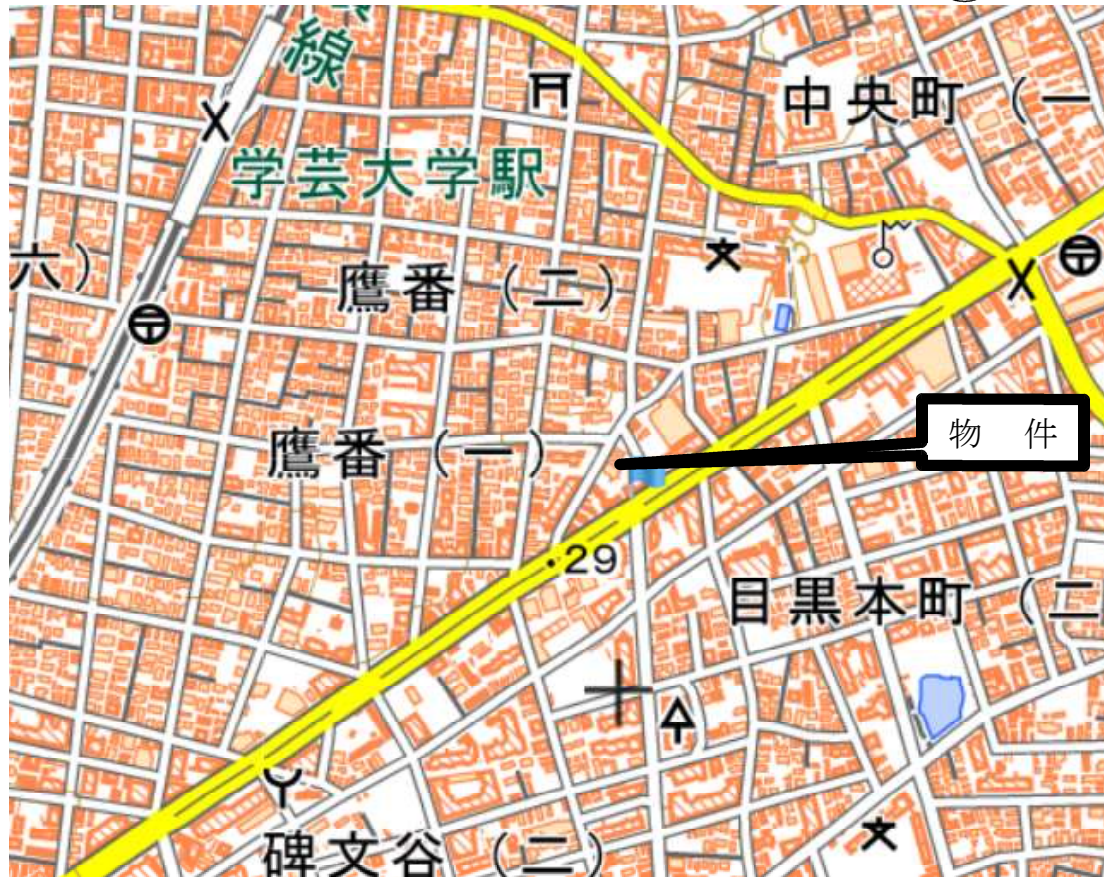 線
中央町（一
学芸大学駅
六）
鷹番（二）
物　件
鷹番（一）
29
目黒本町（二
碑文谷（二）